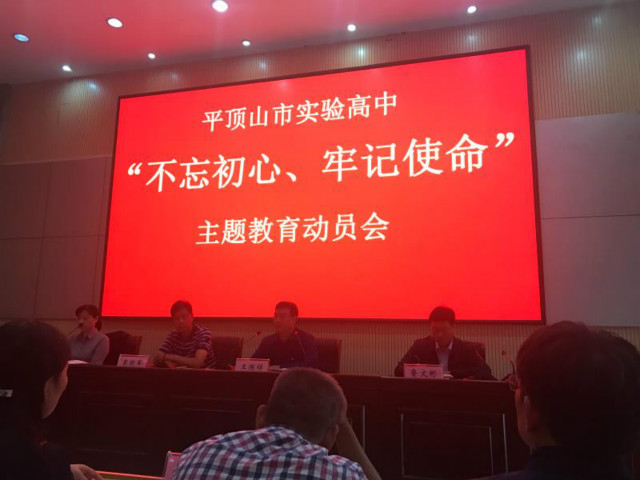 平顶山市实验高中
“不忘初心、牢记使命”
主题教育动员会